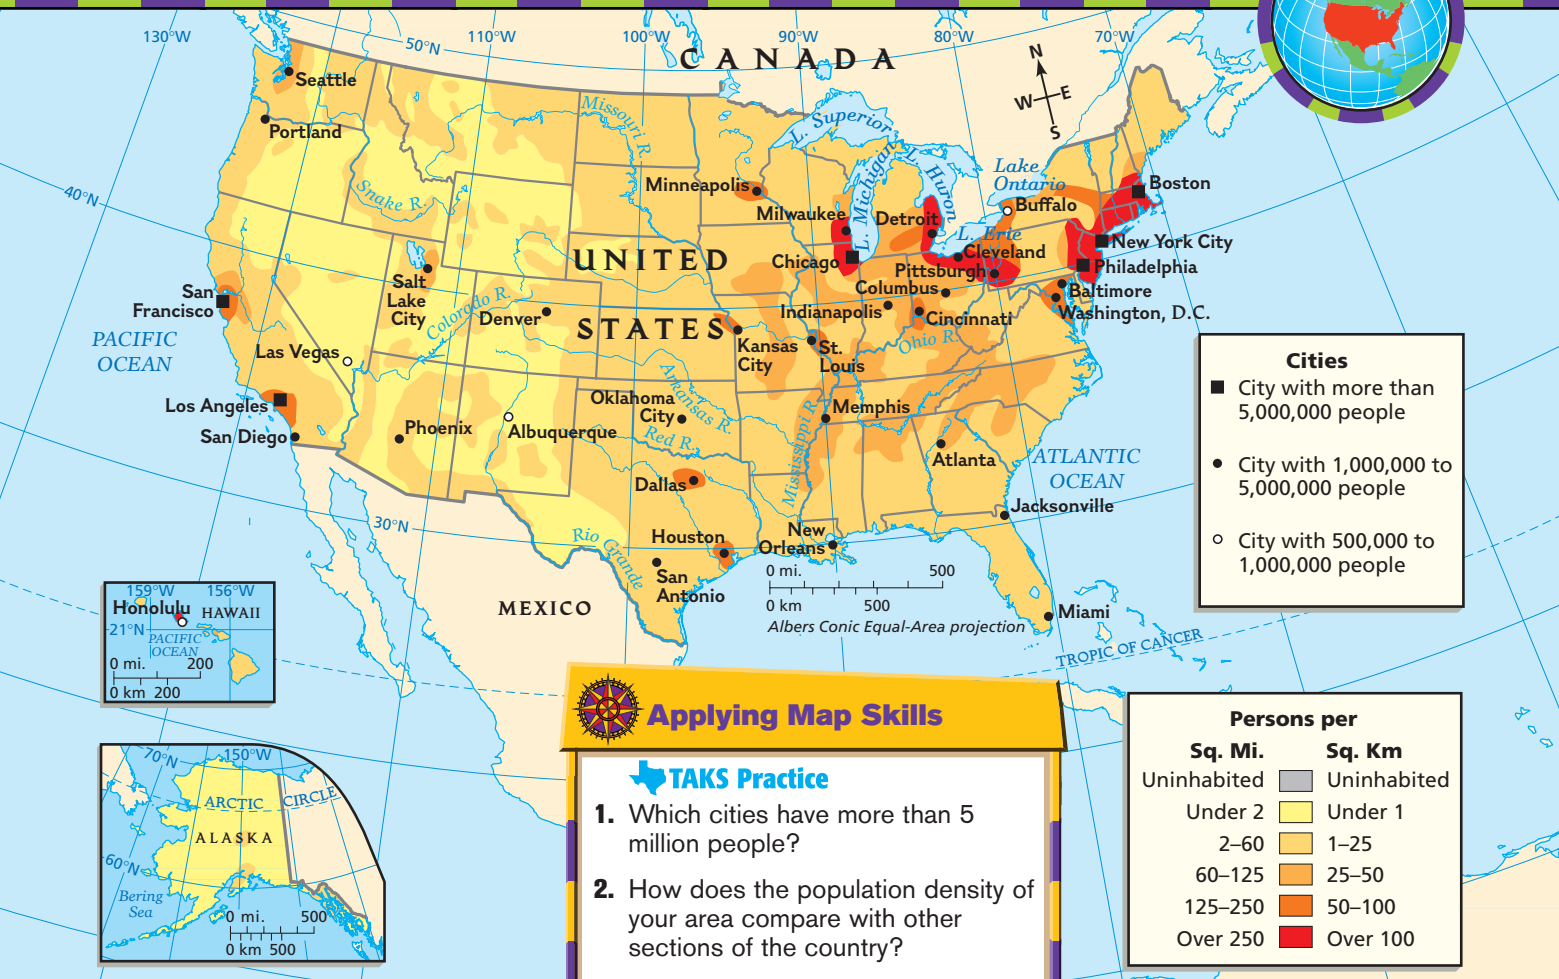 130°W
50°N
110°W
100°W
90°W
80°W
70°W
CANADA
N
W E
S
Seattle
Portland
Missouri R.
L. Superior
L. Michigan
L. Huron
Lake
Ontario
Boston
40°N
Snake R.
Minneapolis
Milwaukee
Detroit
Buffalo
L. Erie
Cleveland
New York City
UNITED
Chicago
Pittsburgh
Philadelphia
Salt
Lake
City
Columbus
Baltimore
San
Francisco
Colorado R.
Denver
STATES
Indianapolis
Cincinnati
Washington, D.C.
PACIFIC
OCEAN
Las Vegas
Kansas
City
St.
Louis
Ohio R.
Los Angeles
Oklahoma
City
Arkansas R.
Memphis
San Diego
Phoenix
Albuquerque
Red R.
Mississippi R.
Atlanta
ATLANTIC
OCEAN
Dallas
Jacksonville
30°N
Rio Grande
Houston
New
Orleans
San
Antonio
MEXICO
Miami
0 mi. 500
0 km 500
Albers Conic Equal-Area projection
TROPIC OF CANCER
Cities
City with more than
5,000,000 people
City with 1,000,000 to
5,000,000 people
City with 500,000 to
1,000,000 people
159°W 156°W
Honolulu HAWAII
21°N
PACIFIC
OCEAN
0 mi. 200
0 km 200
70°N
150°W
ARCTIC CIRCLE
ALASKA
60°N
Bering
Sea
0 mi. 500
0 km 500
Applying Map Skills
TAKS Practice
1. Which cities have more than 5
million people?
2. How does the population density of
your area compare with other
sections of the country?
Persons per
Sq. Mi. Sq. Km
Uninhabited Uninhabited
Under 2 Under 1
2–60 1–25
60–125 25–50
125–250 50–100
Over 250 Over 100